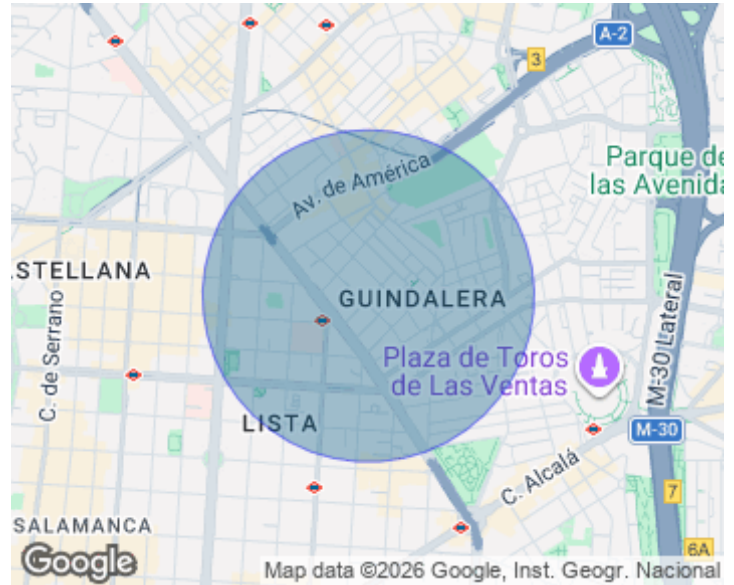 A-2
3
Av. de América
Parque de
las Avenida
STELLANA
GUINDALERA
C. de Serrano
M-30 Lateral
Plaza de Toros
de Las Ventas
LISTA
M-30
C. Alcalá
7
SALAMANCA
6A
Google
Map data ©2026 Google, Inst. Geogr. Nacional